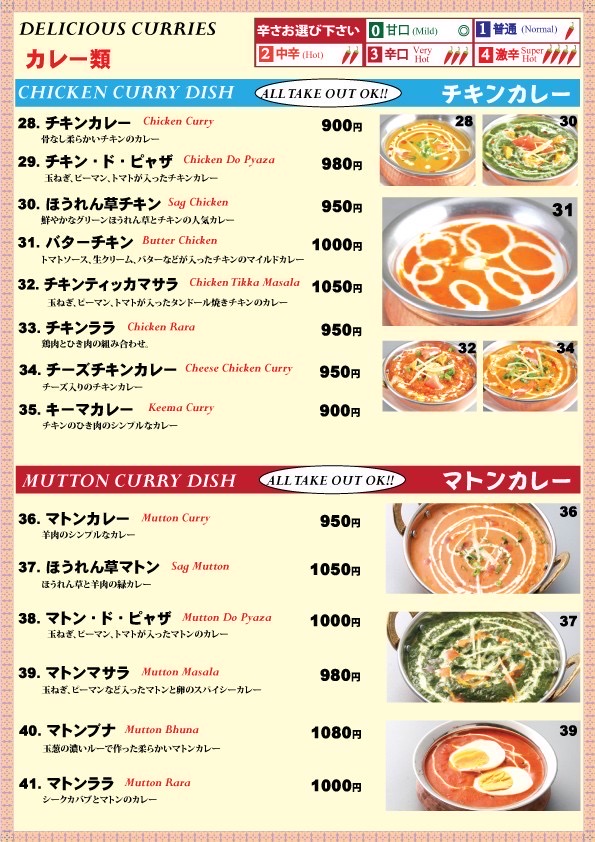 DELICIOUS CURRIES
カレー類
辛さお選び下さい
0 甘口 (Mild) ◎
1 普通 (Normal)
2 中辛 (Hot)
3 辛口 Very Hot
4 激辛 Super Hot
CHICKEN CURRY DISH ALL TAKE OUT OK!! チキンカレー
28. チキンカレー Chicken Curry 900円
骨なし柔らかいチキンのカレー
29. チキン・ド・ピャザ Chicken Do Pyaza 980円
玉ねぎ、ピーマン、トマトが入ったチキンカレー
30. ほうれん草チキン Sag Chicken 950円
鮮やかなグリーンほうれん草とチキンの人気カレー
31. バターチキン Butter Chicken 1000円
トマトソース、生クリーム、バターなどが入ったチキンのマイルドカレー
32. チキンティッカマサラ Chicken Tikka Masala 1050円
玉ねぎ、ピーマン、トマトが入ったタンドール焼きチキンのカレー
33. チキンララ Chicken Rara 950円
鶏肉とひき肉の組み合わせ。
34. チーズチキンカレー Cheese Chicken Curry 950円
チーズ入りのチキンカレー
35. キーマカレー Keema Curry 900円
チキンのひき肉のシンプルなカレー
28
30
31
32
34
MUTTON CURRY DISH ALL TAKE OUT OK!! マトンカレー
36. マトンカレー Mutton Curry 950円
羊肉のシンプルなカレー
37. ほうれん草マトン Sag Mutton 1050円
ほうれん草と羊肉の緑カレー
38. マトン・ド・ピャザ Mutton Do Pyaza 1000円
玉ねぎ、ピーマン、トマトが入ったマトンのカレー
39. マトンマサラ Mutton Masala 980円
玉ねぎ、ピーマンなど入ったマトンと卵のスパイシーカレー
40. マトンブナ Mutton Bhuna 1080円
玉葱の濃いルーで作った柔らかいマトンカレー
41. マトンララ Mutton Rara 1000円
シークカバブとマトンのカレー
36
37
39